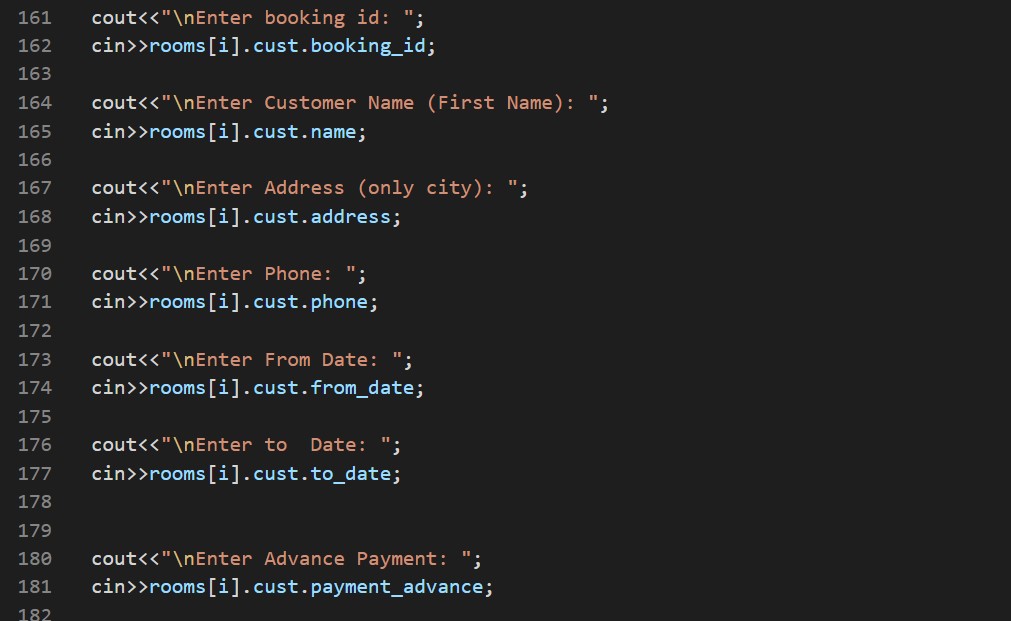 161 cout<<"\nEnter booking id: ";
162 cin>>rooms[i].cust.booking_id;
163
164 cout<<"\nEnter Customer Name (First Name): ";
165 cin>>rooms[i].cust.name;
166
167 cout<<"\nEnter Address (only city): ";
168 cin>>rooms[i].cust.address;
169
170 cout<<"\nEnter Phone: ";
171 cin>>rooms[i].cust.phone;
172
173 cout<<"\nEnter From Date: ";
174 cin>>rooms[i].cust.from_date;
175
176 cout<<"\nEnter to  Date: ";
177 cin>>rooms[i].cust.to_date;
178
179
180 cout<<"\nEnter Advance Payment: ";
181 cin>>rooms[i].cust.payment_advance;
182